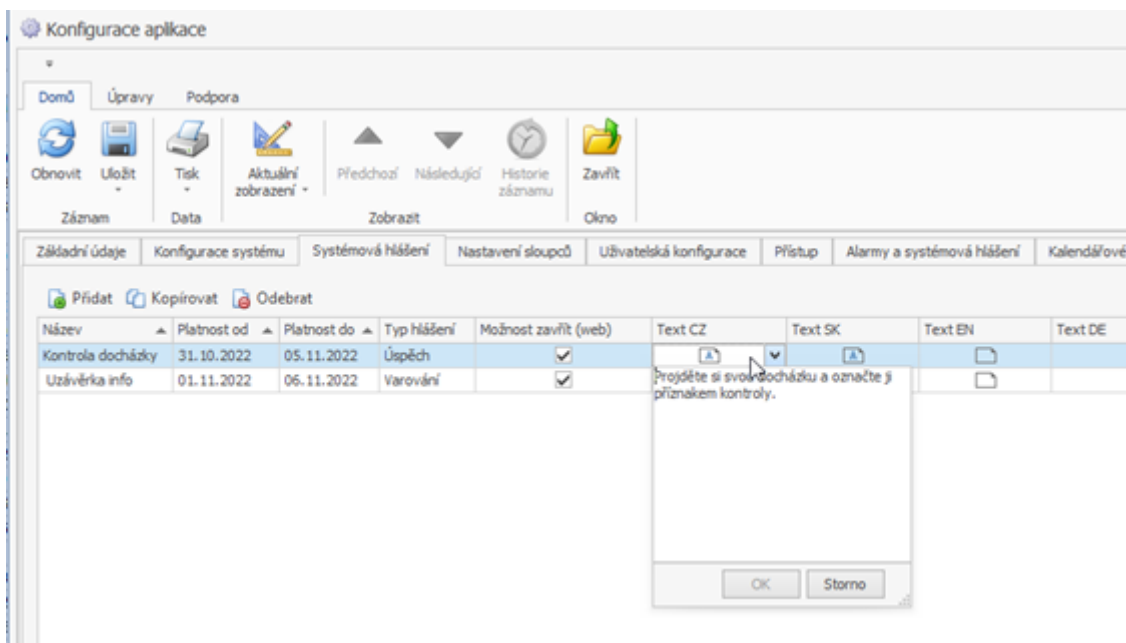 Konfigurace aplikace
Domů Úpravy Podpora
Obnovit Uložit Tisk Aktuální zobrazení Předchozí Následující Historie záznamu Zavřít
Záznam Data Zobrazit Okno
Základní údaje Konfigurace systému Systémová hlášení Nastavení sloupců Uživatelská konfigurace Přístup Alarmy a systémová hlášení Kalendářové
Přidat Kopírovat Odebrat
Název Platnost od Platnost do Typ hlášení Možnost zavřít (web) Text CZ Text SK Text EN Text DE
Kontrola docházky 31.10.2022 05.11.2022 Úspěch
Uzávěrka info 01.11.2022 06.11.2022 Varování
Projděte si svou docházku a označte ji
příznakem kontroly.
OK Storno